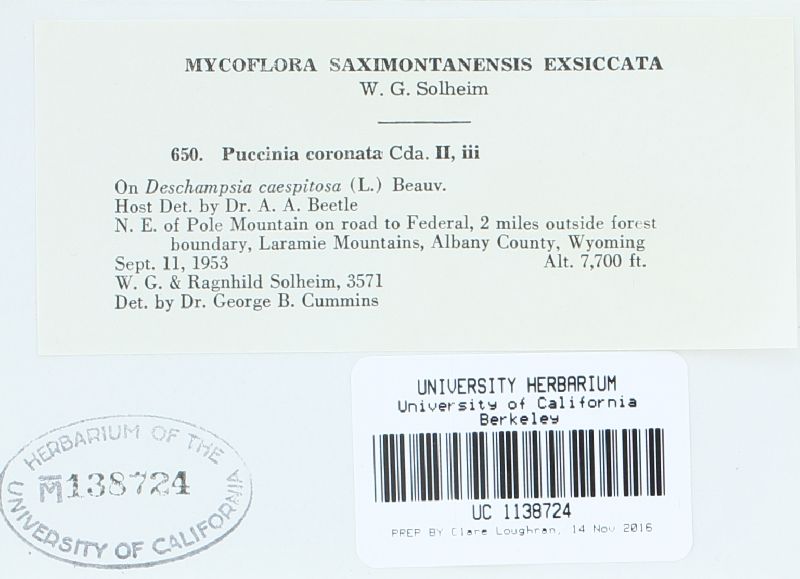 MYCOFLORA SAXIMONTANENSIS EXSICCATA
W. G. Solheim
650. Puccinia coronata Cda. II, iii
On Deschampsia caespitosa (L.) Beauv.
Host Det. by Dr. A. A. Beetle
N. E. of Pole Mountain on road to Federal, 2 miles outside forest
boundary, Laramie Mountains, Albany County, Wyoming
Sept. 11, 1953 Alt. 7,700 ft.
W. G. & Ragnhild Solheim, 3571
Det. by Dr. George B. Cummins
UNIVERSITY HERBARIUM
University of California
Berkeley
UC 1138724
PREP BY Clare Loughran, 14 Nov 2016
HERBARIUM OF THE
M138724
UNIVERSITY OF CALIFORNIA